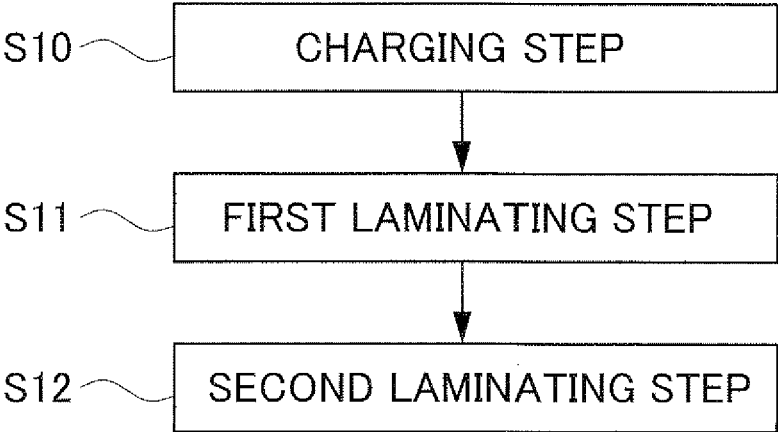 S10 CHARGING STEP
S11 FIRST LAMINATING STEP
S12 SECOND LAMINATING STEP